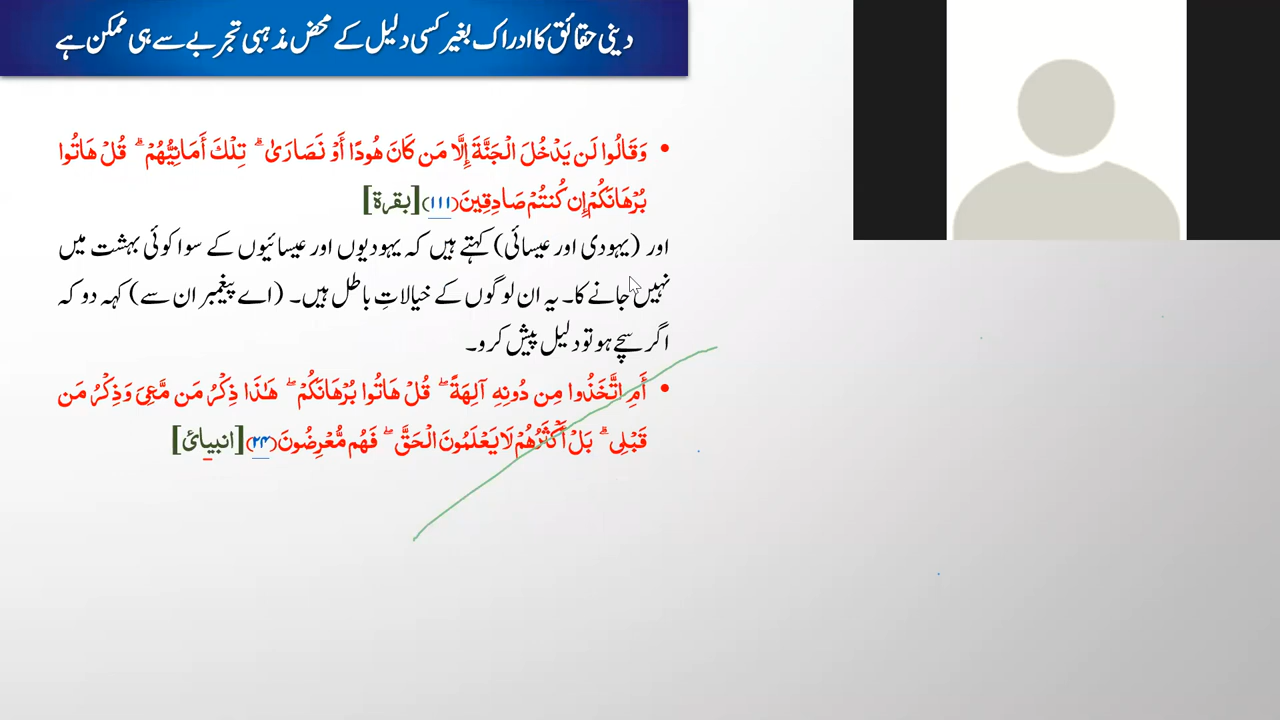 دینی حقائق کا ادراک بغیر کسی دلیل کے محض مذہبی تجربے سے ہی ممکن ہے
• وَقَالُوا لَن يَدْخُلَ الْجَنَّةَ إِلَّا مَن كَانَ هُودًا أَوْ نَصَارَىٰ ۗ تِلْكَ أَمَانِيُّهُمْ ۗ قُلْ هَاتُوا
بُرْهَانَكُمْ إِن كُنتُمْ صَادِقِينَ(۱۱۱)[بقرۃ]
اور (یہودی اور عیسائی) کہتے ہیں کہ یہودیوں اور عیسائیوں کے سوا کوئی بہشت میں
نہیں جانے کا۔ یہ ان لوگوں کے خیالاتِ باطل ہیں۔ (اے پیغمبر ان سے) کہہ دو کہ
اگر سچے ہو تو دلیل پیش کرو۔
• أَمِ اتَّخَذُوا مِن دُونِهِ آلِهَةً ۖ قُلْ هَاتُوا بُرْهَانَكُمْ ۖ هَٰذَا ذِكْرُ مَن مَّعِيَ وَذِكْرُ مَن
قَبْلِي ۗ بَلْ أَكْثَرُهُمْ لَا يَعْلَمُونَ الْحَقَّ ۖ فَهُم مُّعْرِضُونَ(۲۴)[انبیائ]